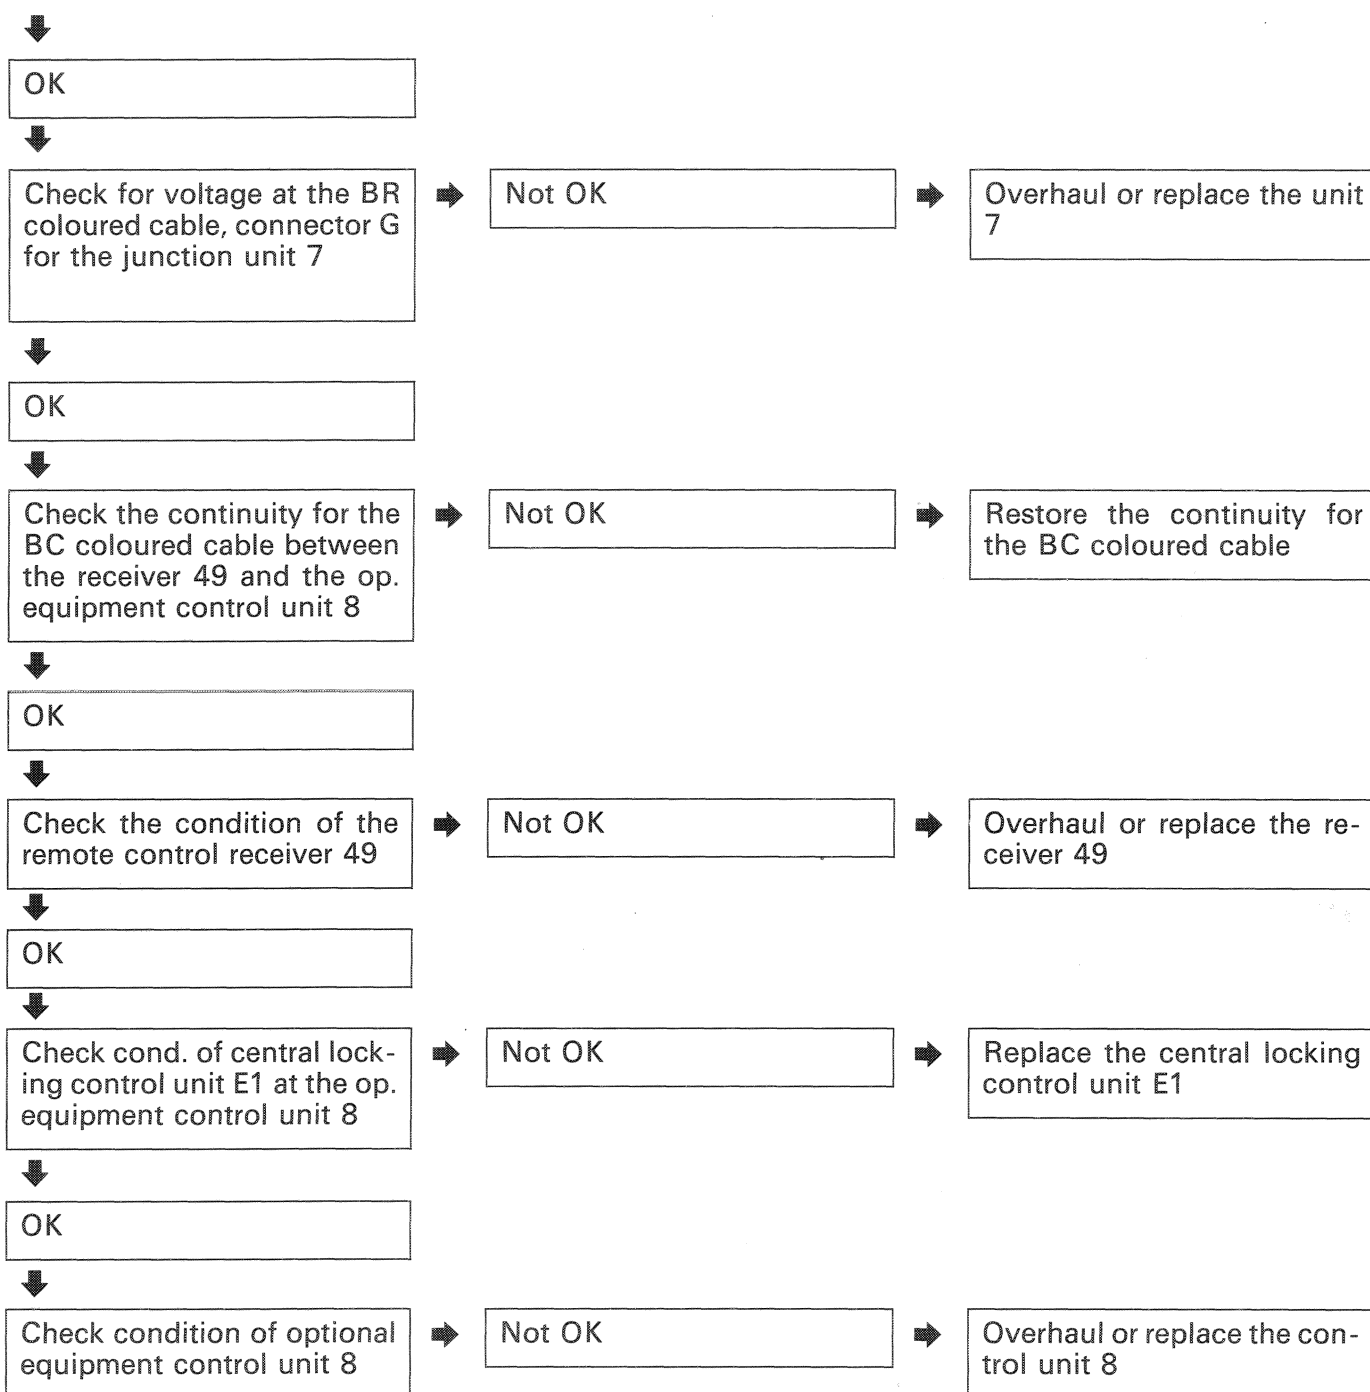 OK
Check for voltage at the BR
coloured cable, connector G
for the junction unit 7
Not OK
Overhaul or replace the unit
7
OK
Check the continuity for the
BC coloured cable between
the receiver 49 and the op.
equipment control unit 8
Not OK
Restore the continuity for
the BC coloured cable
OK
Check the condition of the
remote control receiver 49
Not OK
Overhaul or replace the re-
ceiver 49
OK
Check cond. of central lock-
ing control unit E1 at the op.
equipment control unit 8
Not OK
Replace the central locking
control unit E1
OK
Check condition of optional
equipment control unit 8
Not OK
Overhaul or replace the con-
trol unit 8